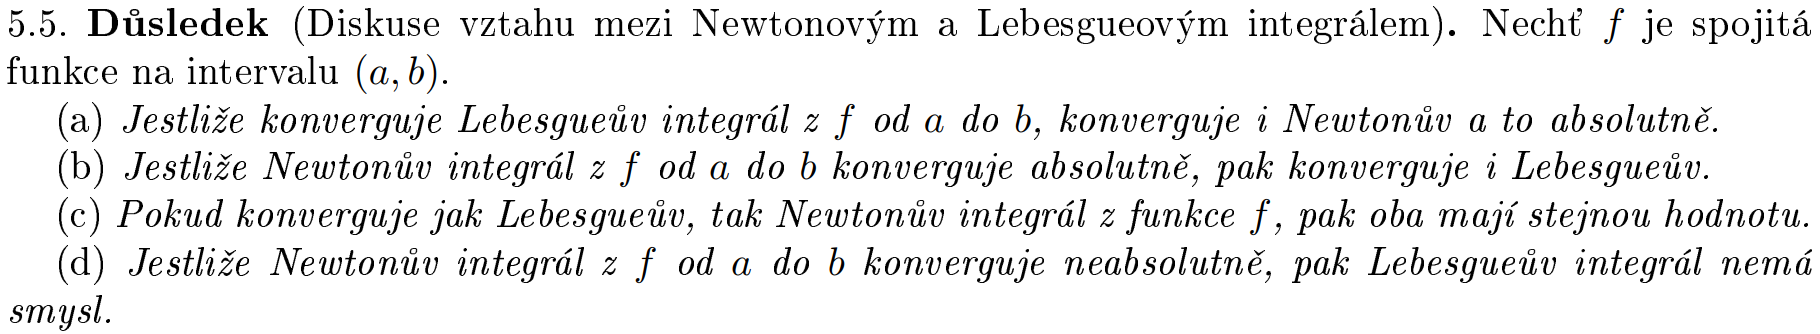 5.5. Důsledek (Diskuse vztahu mezi Newtonovým a Lebesgueovým integrálem). Nechť f je spojitá
funkce na intervalu (a, b).
(a) Jestliže konverguje Lebesgueův integrál z f od a do b, konverguje i Newtonův a to absolutně.
(b) Jestliže Newtonův integrál z f od a do b konverguje absolutně, pak konverguje i Lebesgueův.
(c) Pokud konverguje jak Lebesgueův, tak Newtonův integrál z funkce f, pak oba mají stejnou hodnotu.
(d) Jestliže Newtonův integrál z f od a do b konverguje neabsolutně, pak Lebesgueův integrál nemá
smysl.